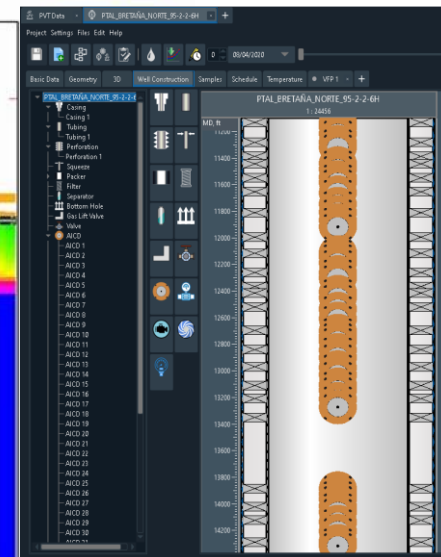 PVT Data
PTAL_BRETAÑA_NORTE_95-2-2-6H
Project Settings Files Edit Help
0 08/04/2020
Basic Data Geometry 3D Well Construction Samples Schedule Temperature VFP 1
PTAL_BRETAÑA_NORTE_95-2-2-6
Casing
Casing 1
Tubing
Tubing 1
Perforation
Perforation 1
Squeeze
Packer
Filter
Separator
Bottom Hole
Gas Lift Valve
Valve
AICD
AICD 1
AICD 2
AICD 3
AICD 4
AICD 5
AICD 6
AICD 7
AICD 8
AICD 9
AICD 10
AICD 11
AICD 12
AICD 13
AICD 14
AICD 15
AICD 16
AICD 17
AICD 18
AICD 19
AICD 20
AICD 21
AICD 22
AICD 23
AICD 24
AICD 25
AICD 26
AICD 27
AICD 28
AICD 29
AICD 30
PTAL_BRETAÑA_NORTE_95-2-2-6H
1 : 24456
MD, ft
11200
11400
11600
11800
12000
12200
12400
12600
12800
13000
13200
13400
13600
13800
14000
14200